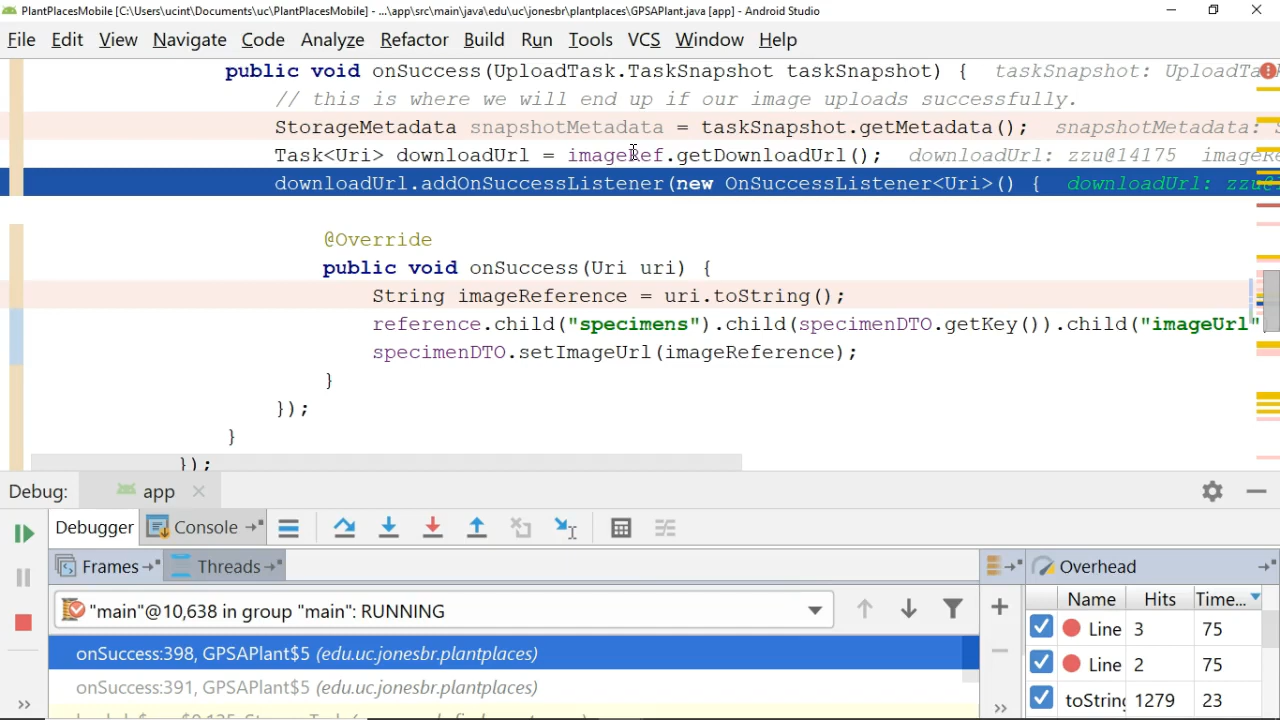 PlantPlacesMobile [C:\Users\ucint\Documents\uc\PlantPlacesMobile] - ...\app\src\main\java\edu\uc\jonesbr\plantplaces\GPSAPlant.java [app] - Android Studio
File Edit View Navigate Code Analyze Refactor Build Run Tools VCS Window Help
public void onSuccess(UploadTask.TaskSnapshot taskSnapshot) { taskSnapshot: UploadTa
// this is where we will end up if our image uploads successfully.
StorageMetadata snapshotMetadata = taskSnapshot.getMetadata(); snapshotMetadata: S
Task<Uri> downloadUrl = imageRef.getDownloadUrl(); downloadUrl: zzu@14175 imageRe
downloadUrl.addOnSuccessListener(new OnSuccessListener<Uri>() { downloadUrl: zzu@1
@Override
public void onSuccess(Uri uri) {
String imageReference = uri.toString();
reference.child("specimens").child(specimenDTO.getKey()).child("imageUrl"
specimenDTO.setImageUrl(imageReference);
}
});
}
});
Debug: app
Debugger Console
Frames Threads Overhead
"main"@10,638 in group "main": RUNNING
Name Hits Time...
onSuccess:398, GPSAPlant$5 (edu.uc.jonesbr.plantplaces)
onSuccess:391, GPSAPlant$5 (edu.uc.jonesbr.plantplaces)
Line 3 75
Line 2 75
toString 1279 23